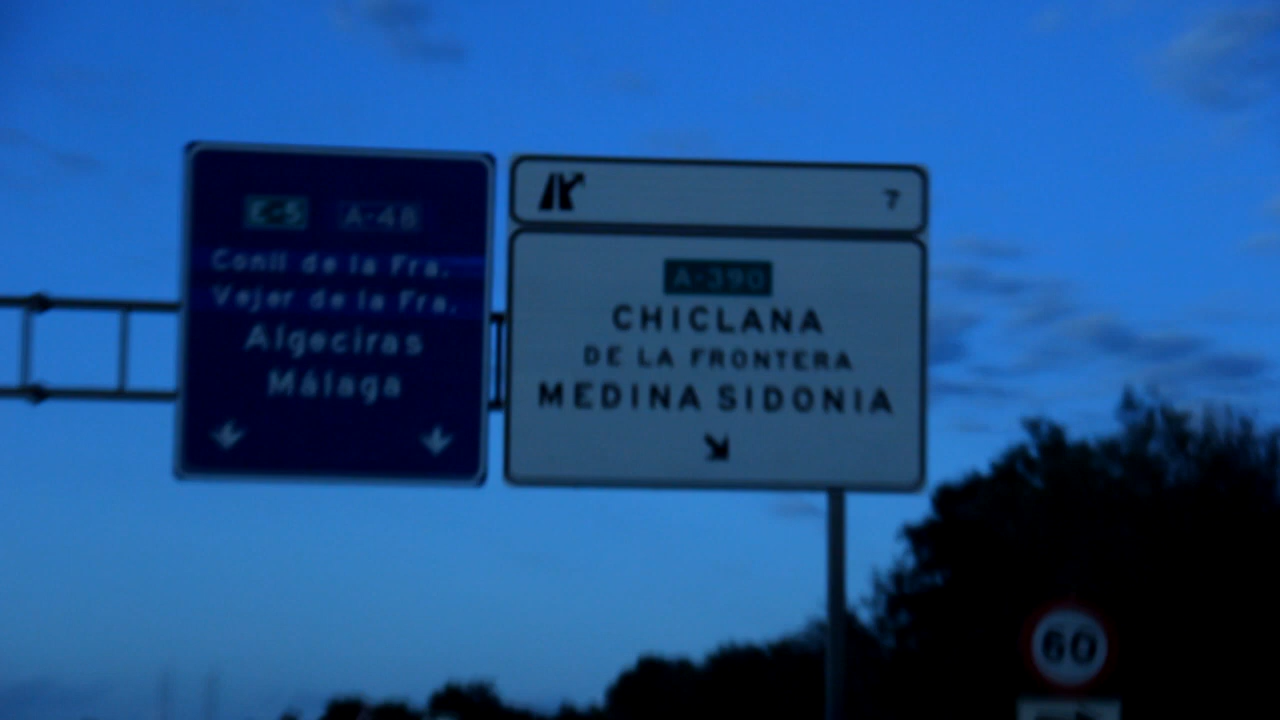 E-5 A-48
Conil de la Fra.
Vejer de la Fra.
Algeciras
Málaga
7
A-390
CHICLANA
DE LA FRONTERA
MEDINA SIDONIA
60